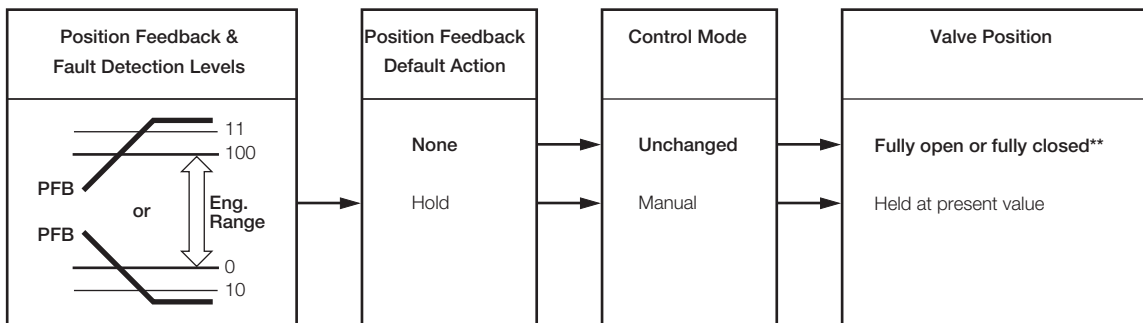 Position Feedback &
Fault Detection Levels
11
100
PFB
or
Eng.
Range
PFB
0
10
Position Feedback
Default Action
None
Hold
Control Mode
Unchanged
Manual
Valve Position
Fully open or fully closed**
Held at present value